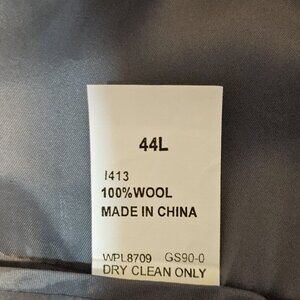 44L
I413
100%WOOL
MADE IN CHINA
WPL8709 GS90-0
DRY CLEAN ONLY